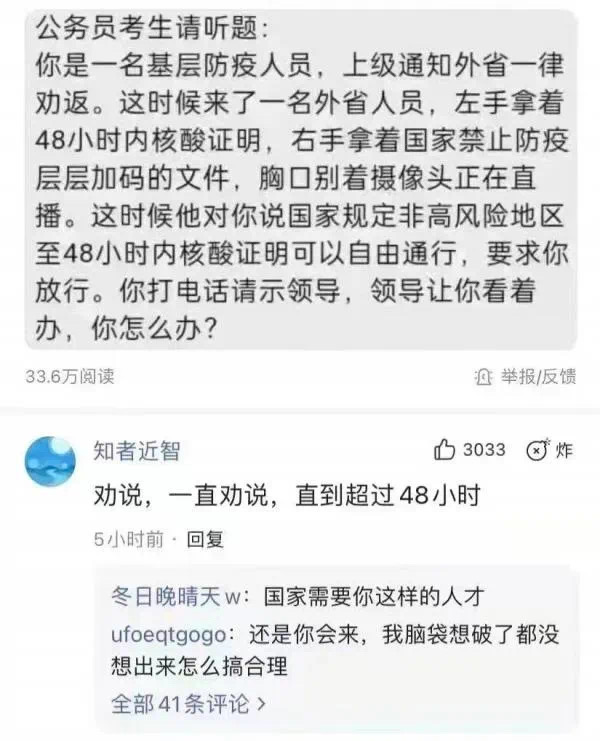 公务员考生请听题:
你是一名基层防疫人员，上级通知外省一律
劝返。这时候来了一名外省人员，左手拿着
48小时内核酸证明，右手拿着国家禁止防疫
层层加码的文件，胸口别着摄像头正在直
播。这时候他对你说国家规定非高风险地区
至48小时内核酸证明可以自由通行，要求你
放行。你打电话请示领导，领导让你看着
办，你怎么办？
33.6万阅读 举报/反馈
知者近智 3033 炸
劝说，一直劝说，直到超过48小时
5小时前 · 回复
冬日晚晴天w：国家需要你这样的人才
ufoeqtgogo：还是你会来，我脑袋想破了都没
想出来怎么搞合理
全部41条评论 >